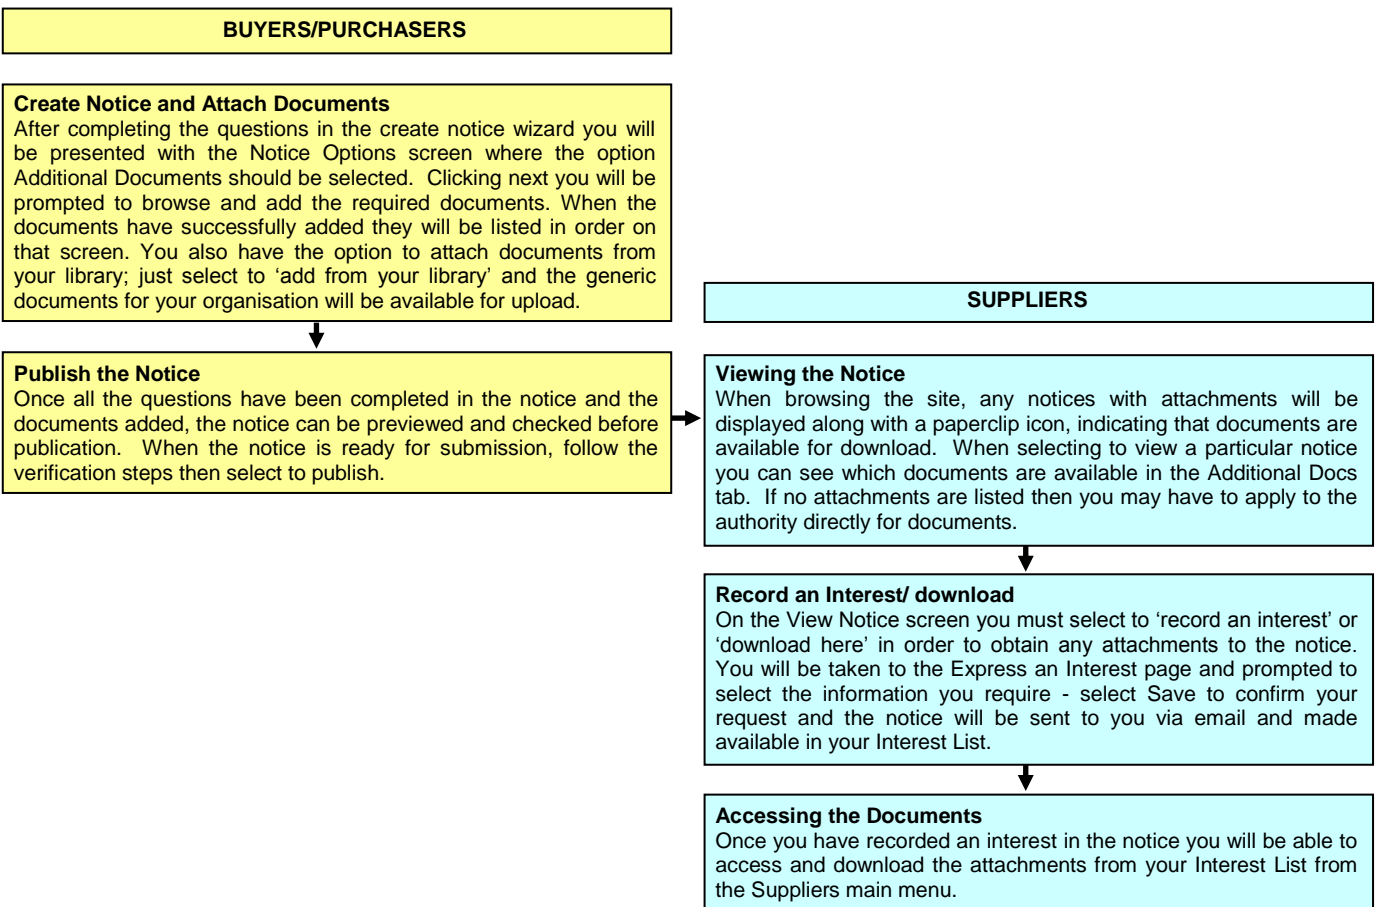 BUYERS/PURCHASERS
Create Notice and Attach Documents
After completing the questions in the create notice wizard you will
be presented with the Notice Options screen where the option
Additional Documents should be selected. Clicking next you will be
prompted to browse and add the required documents. When the
documents have successfully added they will be listed in order on
that screen. You also have the option to attach documents from
your library; just select to ‘add from your library’ and the generic
documents for your organisation will be available for upload.
Publish the Notice
Once all the questions have been completed in the notice and the
documents added, the notice can be previewed and checked before
publication. When the notice is ready for submission, follow the
verification steps then select to publish.
SUPPLIERS
Viewing the Notice
When browsing the site, any notices with attachments will be
displayed along with a paperclip icon, indicating that documents are
available for download. When selecting to view a particular notice
you can see which documents are available in the Additional Docs
tab. If no attachments are listed then you may have to apply to the
authority directly for documents.
Record an Interest/ download
On the View Notice screen you must select to ‘record an interest’ or
‘download here’ in order to obtain any attachments to the notice.
You will be taken to the Express an Interest page and prompted to
select the information you require - select Save to confirm your
request and the notice will be sent to you via email and made
available in your Interest List.
Accessing the Documents
Once you have recorded an interest in the notice you will be able to
access and download the attachments from your Interest List from
the Suppliers main menu.